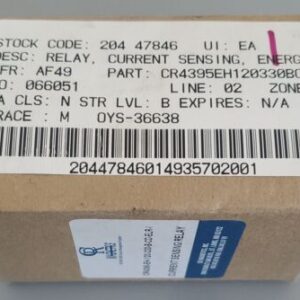 STOCK CODE: 204 47846 UI: EA
DESC: RELAY, CURRENT SENSING, ENERG
FR: AF49 PART: CR4395EH120330B
O: 066051 LINE: 02 ZONE
A CLS: N STR LVL: B EXPIRES: N/A
RACE : M OYS-36638
20447846014935702001
CR
CURRENT SENSING RELAY